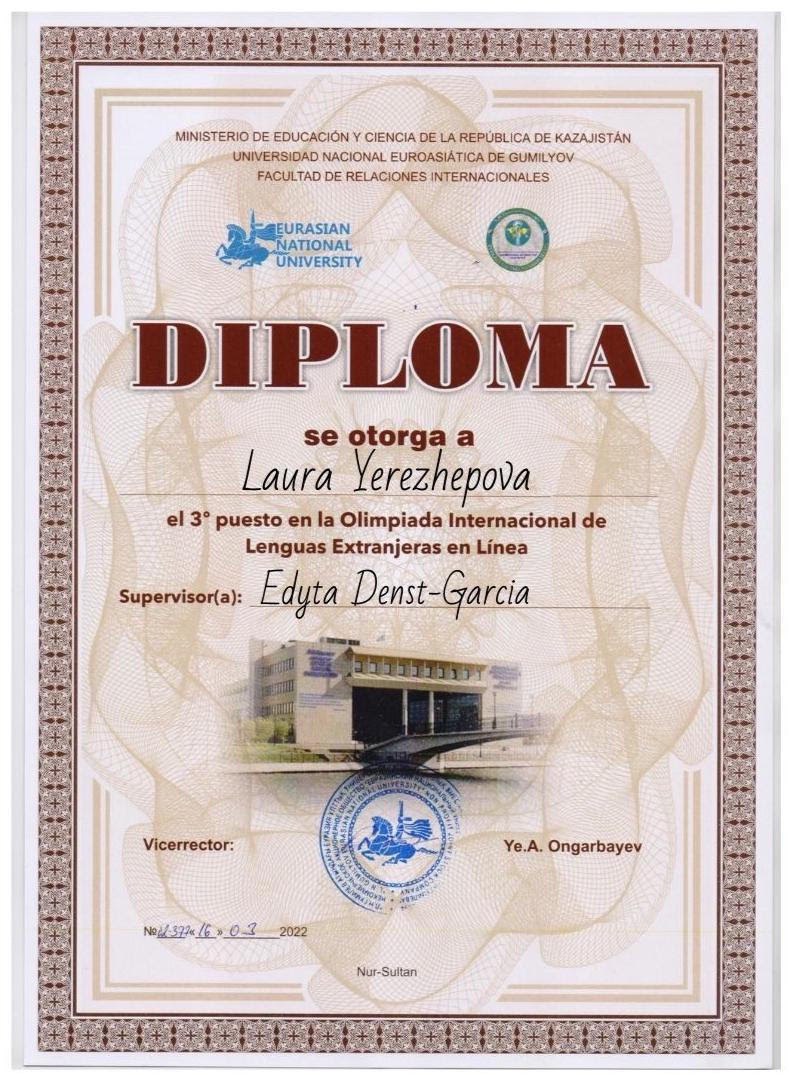 MINISTERIO DE EDUCACIÓN Y CIENCIA DE LA REPÚBLICA DE KAZAJISTÁN
UNIVERSIDAD NACIONAL EUROASIÁTICA DE GUMILYOV
FACULTAD DE RELACIONES INTERNACIONALES
EURASIAN
NATIONAL
UNIVERSITY
DIPLOMA
se otorga a
Laura Yerezhepova
el 3° puesto en la Olimpiada Internacional de
Lenguas Extranjeras en Línea
Supervisor(a): Edyta Denst-Garcia
Vicerrector: Ye.A. Ongarbayev
« 16 » 03 2022
Nur-Sultan